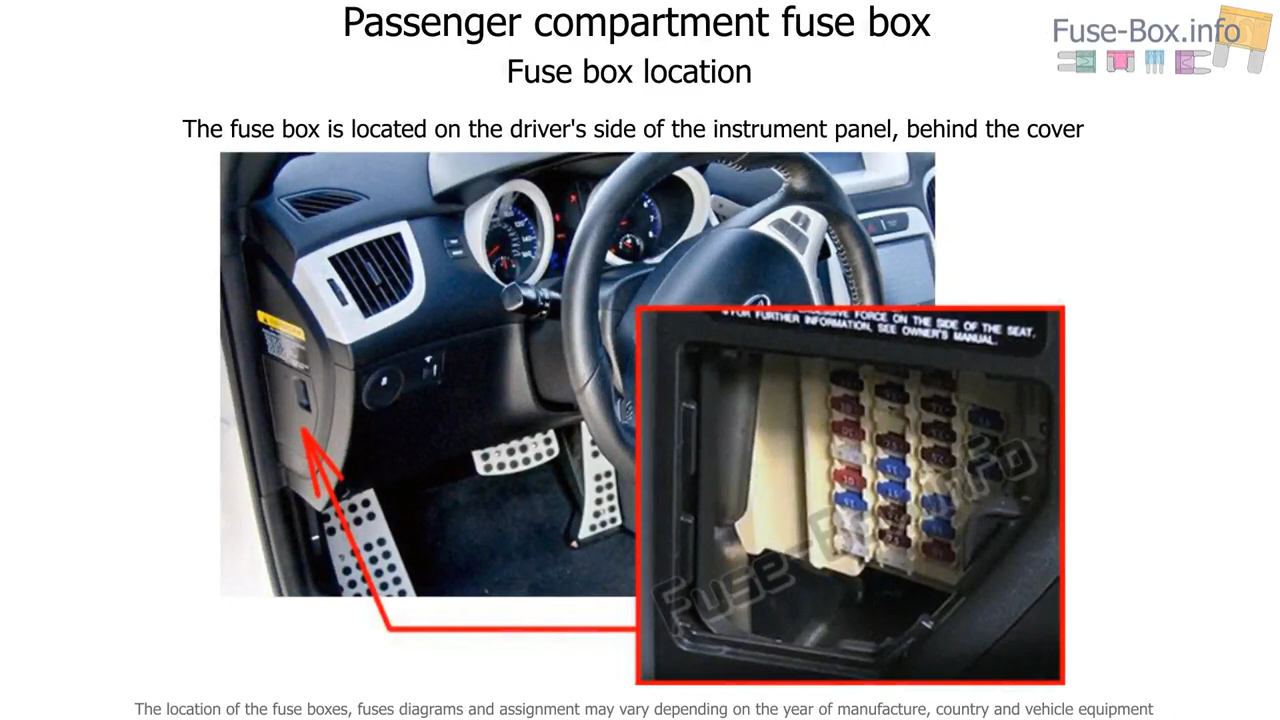 Passenger compartment fuse box
Fuse-Box.info
Fuse box location
The fuse box is located on the driver's side of the instrument panel, behind the cover
FORCE ON THE SIDE OF THE SEAT.
FOR FURTHER INFORMATION, SEE OWNER'S MANUAL.
Fuse-Box.info
The location of the fuse boxes, fuses diagrams and assignment may vary depending on the year of manufacture, country and vehicle equipment